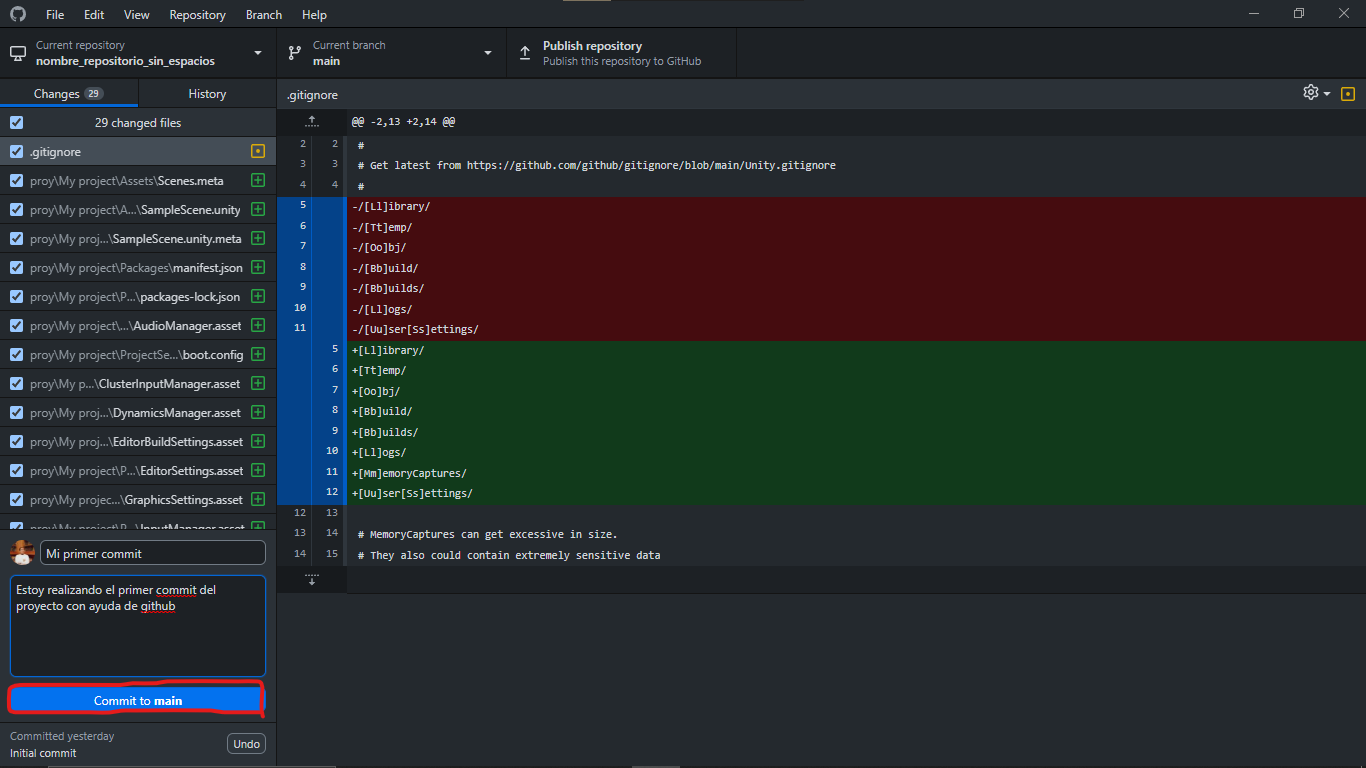 File Edit View Repository Branch Help
Current repository
nombre_repositorio_sin_espacios
Current branch
main
Publish repository
Publish this repository to GitHub
Changes 29
History
29 changed files
.gitignore
proy\My project\Assets\Scenes.meta
proy\My project\A...\SampleScene.unity
proy\My proj...\SampleScene.unity.meta
proy\My project\Packages\manifest.json
proy\My project\P...\packages-lock.json
proy\My project\...\AudioManager.asset
proy\My project\ProjectSe...\boot.config
proy\My p...\ClusterInputManager.asset
proy\My proj...\DynamicsManager.asset
proy\My proj...\EditorBuildSettings.asset
proy\My project\P...\EditorSettings.asset
proy\My projec...\GraphicsSettings.asset
proy\My project\P...\InputManager.asset
Mi primer commit
Estoy realizando el primer commit del
proyecto con ayuda de github
Commit to main
Committed yesterday
Initial commit
Undo
.gitignore
@@ -2,13 +2,14 @@
2 2 #
3 3 # Get latest from https://github.com/github/gitignore/blob/main/Unity.gitignore
4 4 #
5 -/[Ll]ibrary/
6 -/[Tt]emp/
7 -/[Oo]bj/
8 -/[Bb]uild/
9 -/[Bb]uilds/
10 -/[Ll]ogs/
11 -/[Uu]ser[Ss]ettings/
5 +[Ll]ibrary/
6 +[Tt]emp/
7 +[Oo]bj/
8 +[Bb]uild/
9 +[Bb]uilds/
10 +[Ll]ogs/
11 +[Mm]emoryCaptures/
12 +[Uu]ser[Ss]ettings/
12 13
13 14 # MemoryCaptures can get excessive in size.
14 15 # They also could contain extremely sensitive data